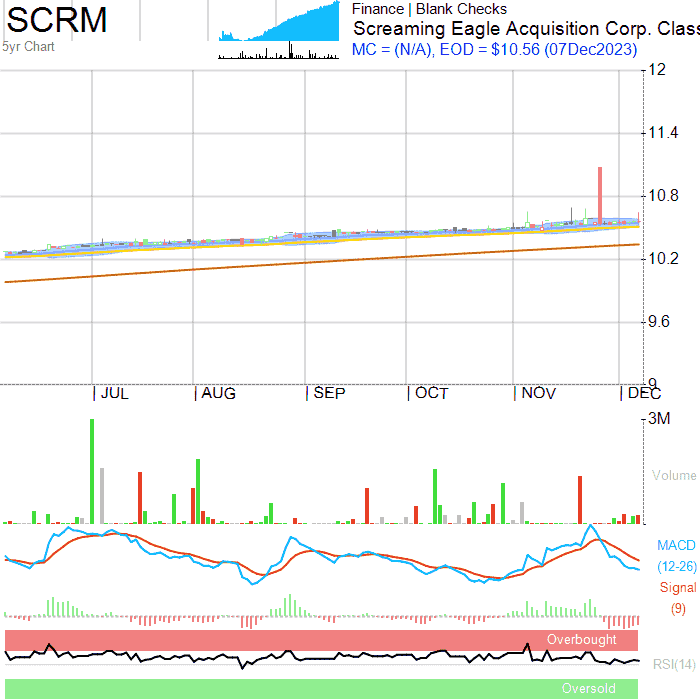 SCRM
5yr Chart
Finance | Blank Checks
Screaming Eagle Acquisition Corp. Class
MC = (N/A), EOD = $10.56 (07Dec2023)
12
11.4
10.8
10.2
9.6
9
JUL AUG SEP OCT NOV DEC
3M
Volume
MACD
(12-26)
Signal
(9)
Overbought
RSI(14)
Oversold